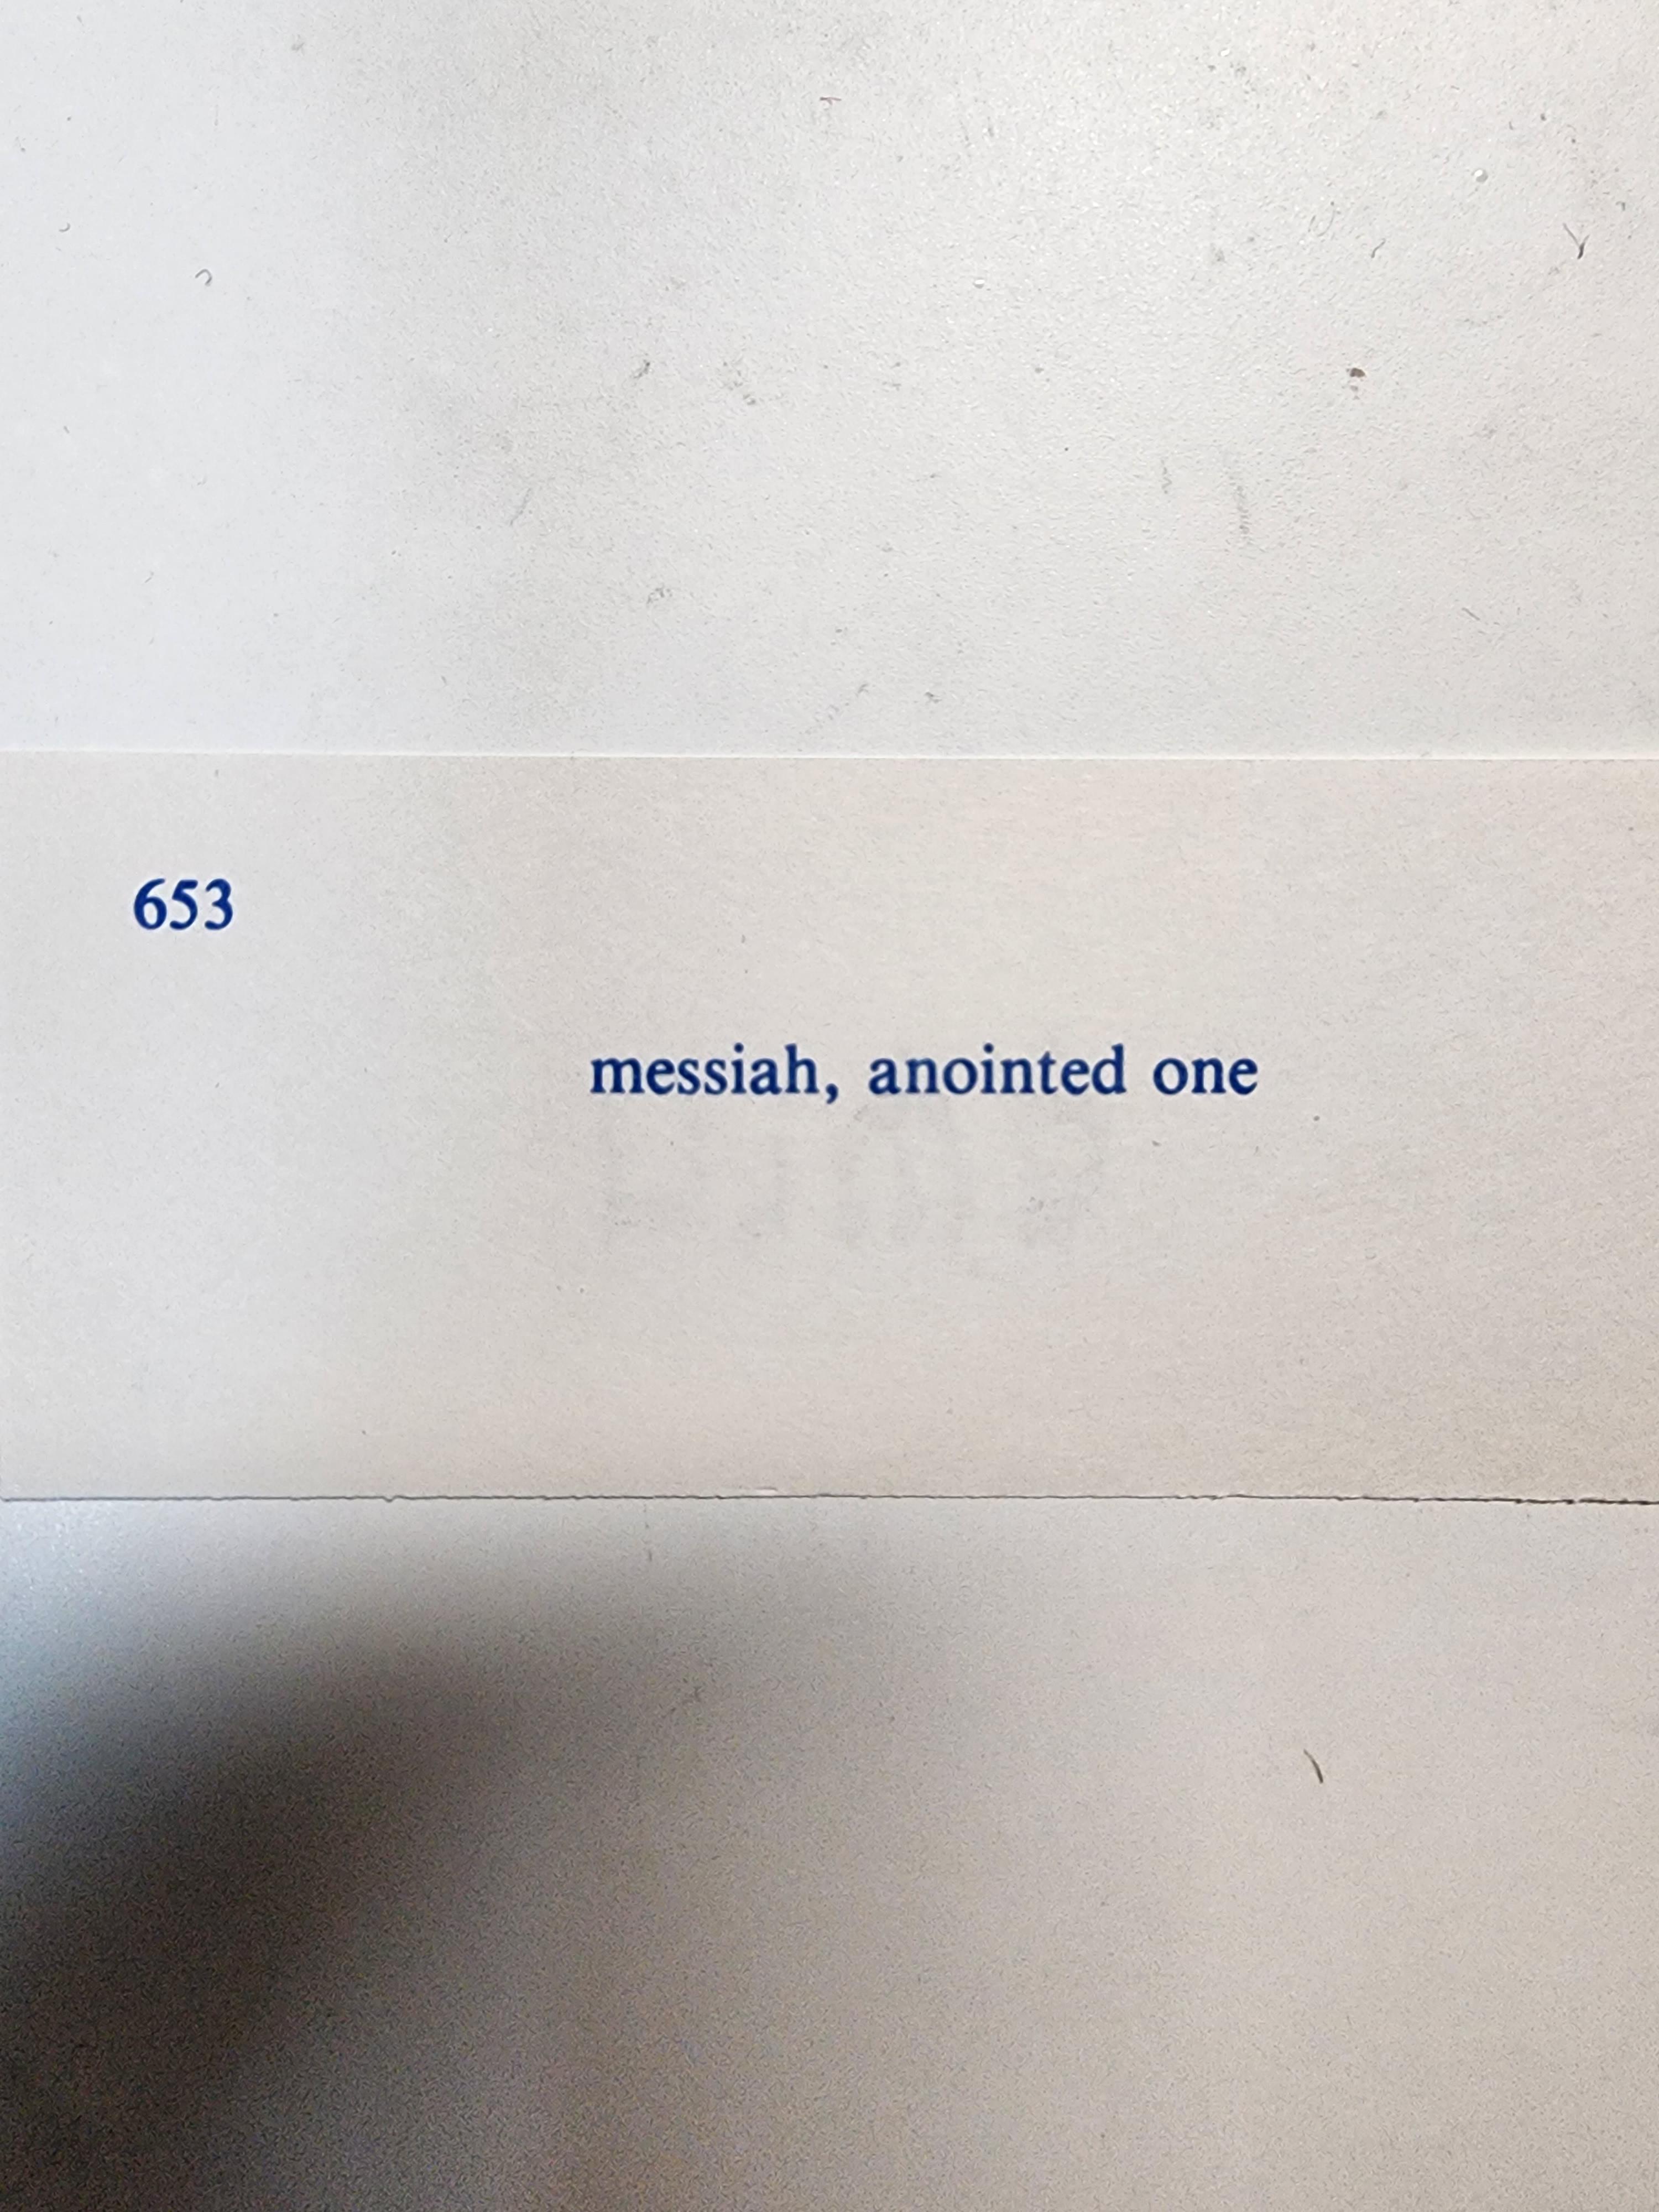 653
messiah, anointed one